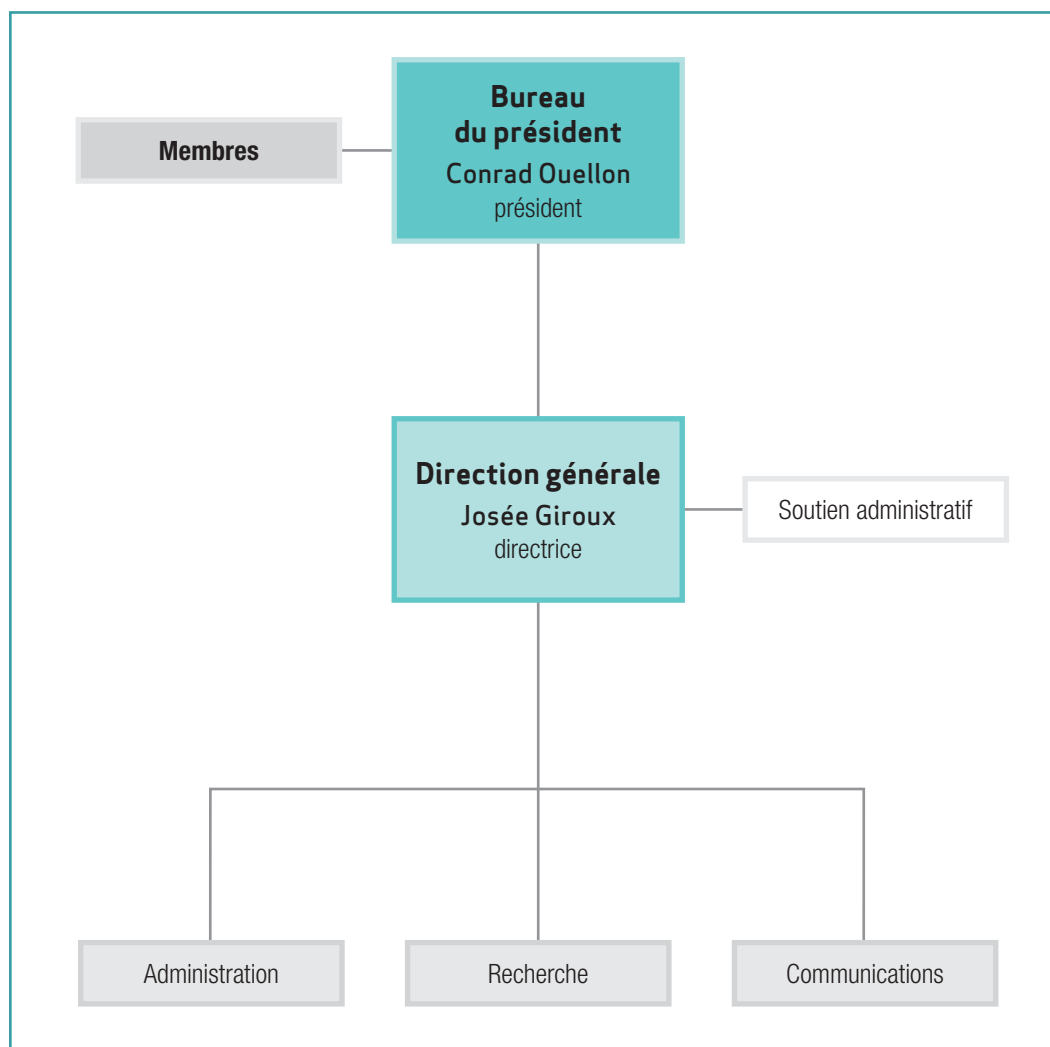 Bureau
du président
Conrad Ouellon
président
Membres
Direction générale
Josée Giroux
directrice
Soutien administratif
Administration
Recherche
Communications